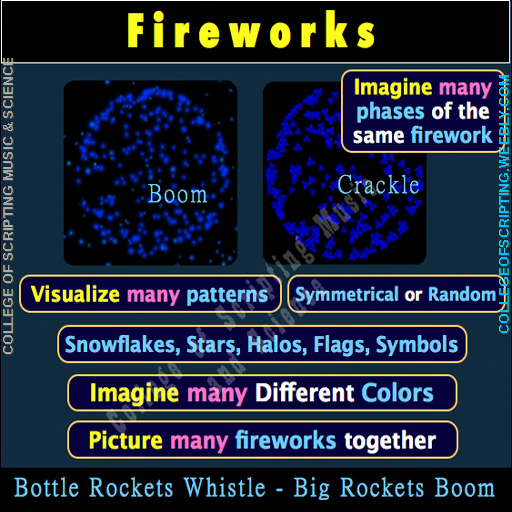 Fireworks
COLLEGE OF SCRIPTING MUSIC & SCIENCE
COLLEGEOFSCRIPTING.WEEBLY.COM
Imagine many
phases of the
same firework
Boom
Crackle
College of Scripting Music
and Science
Visualize many patterns
Symmetrical or Random
Snowflakes, Stars, Halos, Flags, Symbols
Imagine many Different Colors
Picture many fireworks together
Bottle Rockets Whistle - Big Rockets Boom